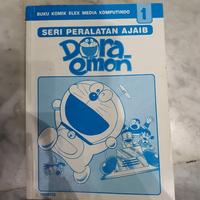 BUKU KOMIK ELEX MEDIA KOMPUTINDO
1
SERI PERALATAN AJAIB
Dora
emon